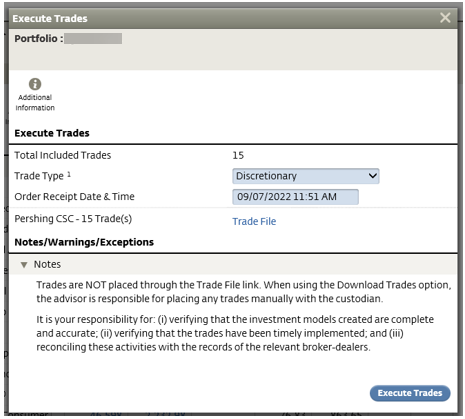 Execute Trades
Portfolio :
Additional
Information
Execute Trades
Total Included Trades 15
Trade Type 1 Discretionary
Order Receipt Date & Time 09/07/2022 11:51 AM
Pershing CSC - 15 Trade(s) Trade File
Notes/Warnings/Exceptions
Notes
Trades are NOT placed through the Trade File link. When using the Download Trades option,
the advisor is responsible for placing any trades manually with the custodian.
It is your responsibility for: (i) verifying that the investment models created are complete
and accurate; (ii) verifying that the trades have been timely implemented; and (iii)
reconciling these activities with the records of the relevant broker-dealers.
Execute Trades